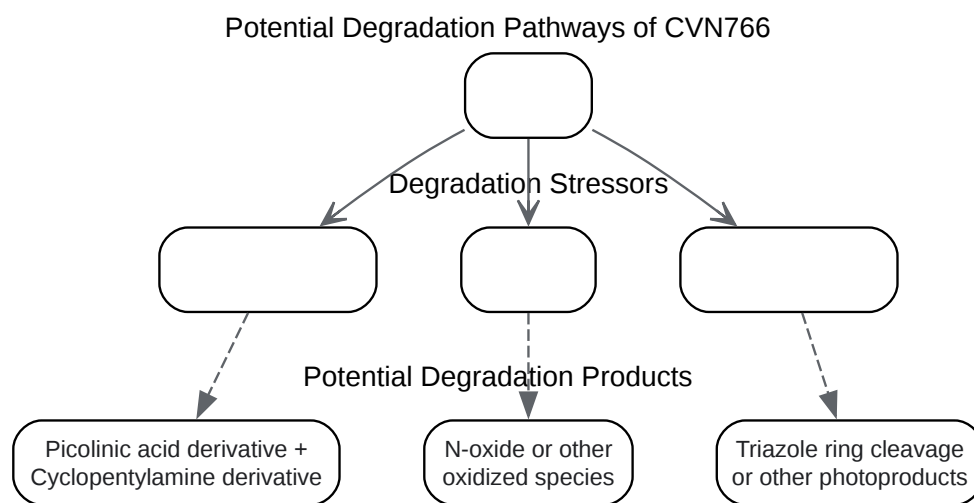 Potential Degradation Pathways of CVN766
Degradation Stressors
Potential Degradation Products
Picolinic acid derivative +
Cyclopentylamine derivative
N-oxide or other
oxidized species
Triazole ring cleavage
or other photoproducts